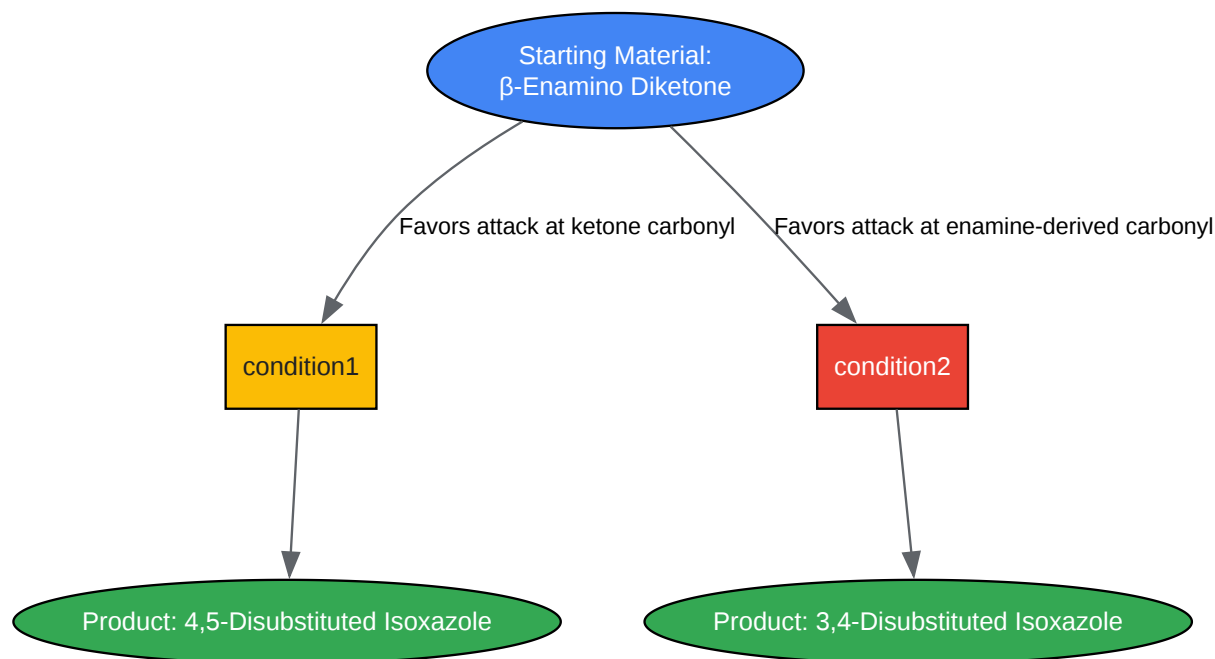 Starting Material:
β-Enamino Diketone
Favors attack at ketone carbonyl
Favors attack at enamine-derived carbonyl
condition1
condition2
Product: 4,5-Disubstituted Isoxazole
Product: 3,4-Disubstituted Isoxazole